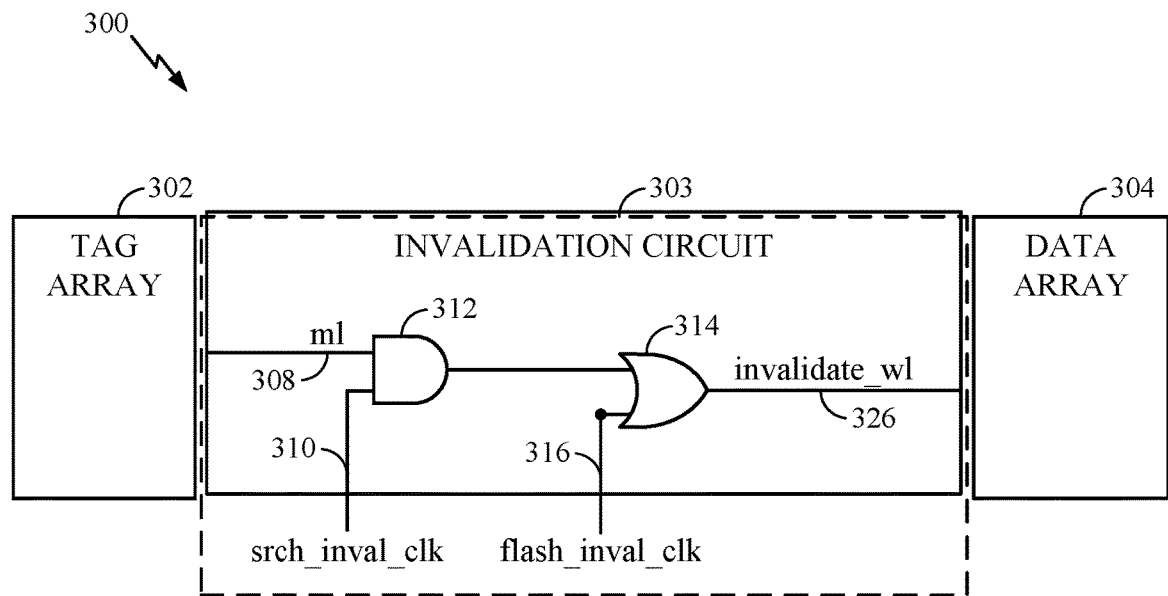 300
302
303
304
TAG
ARRAY
INVALIDATION CIRCUIT
DATA
ARRAY
312
314
ml
invalidate_wl
308
326
310
316
srch_inval_clk
flash_inval_clk